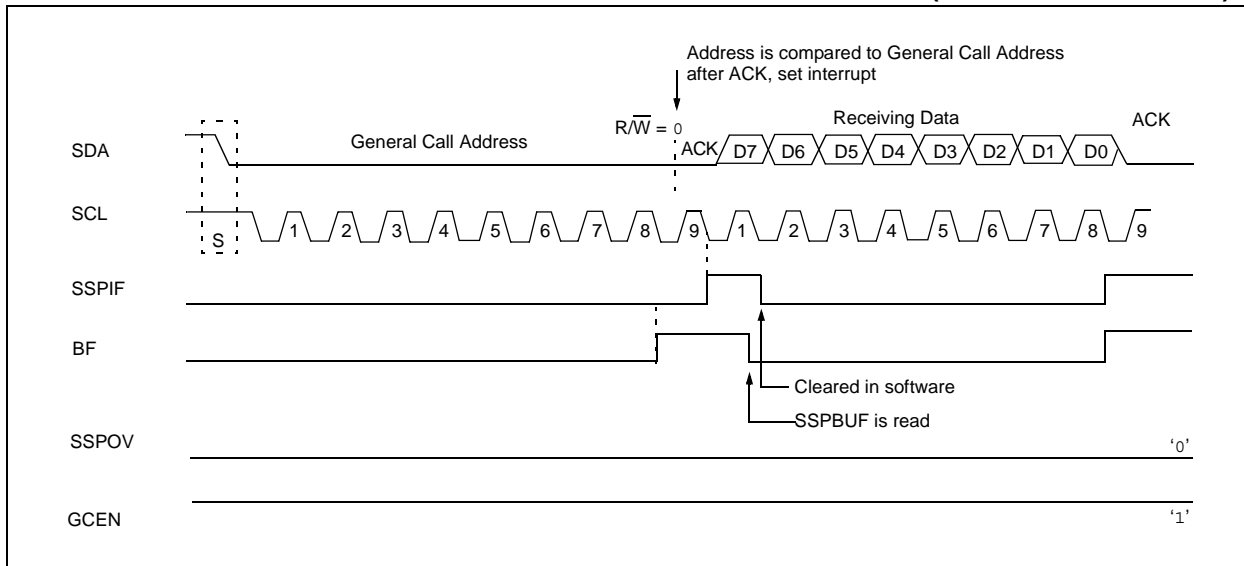 Address is compared to General Call Address
after ACK, set interrupt
R/W̅ = 0
Receiving Data
ACK
SDA
General Call Address
ACK
D7 D6 D5 D4 D3 D2 D1 D0
SCL
S
1 2 3 4 5 6 7 8 9 1 2 3 4 5 6 7 8 9
SSPIF
BF
Cleared in software
SSPBUF is read
SSPOV
‘0’
GCEN
‘1’